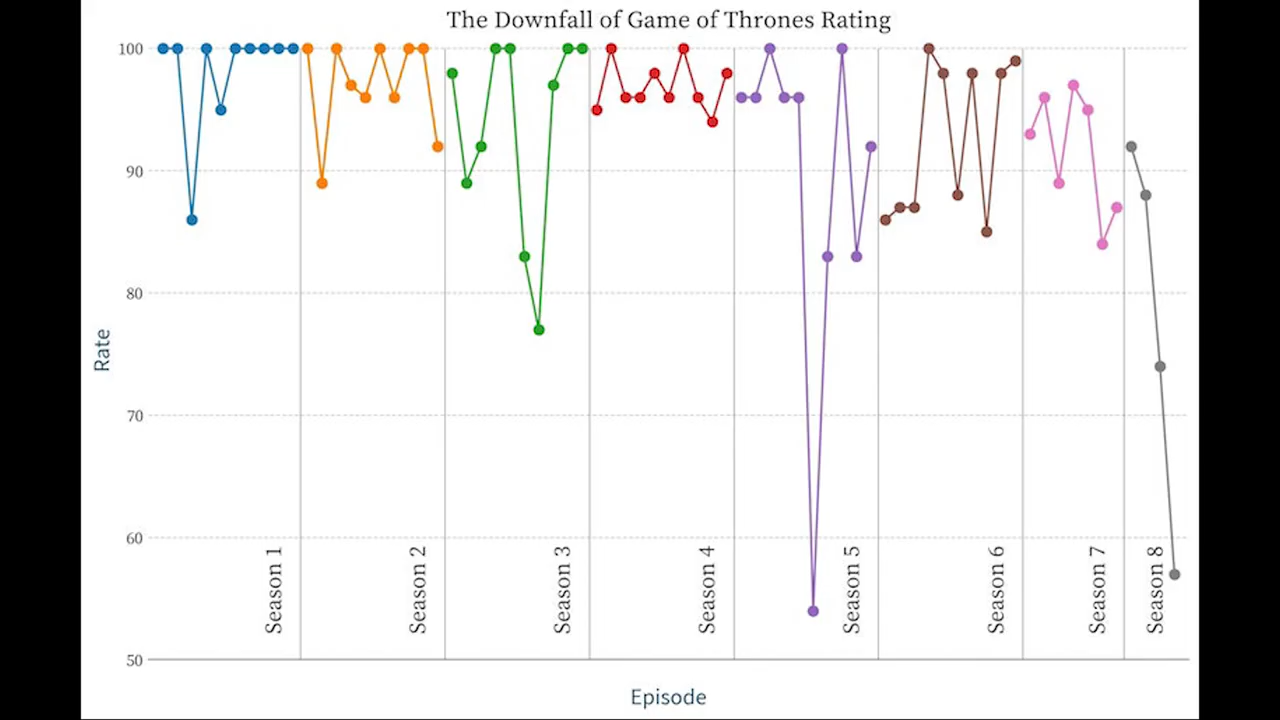 The Downfall of Game of Thrones Rating
100
90
80
70
60
50
Rate
Season 1
Season 2
Season 3
Season 4
Season 5
Season 6
Season 7
Season 8
Episode